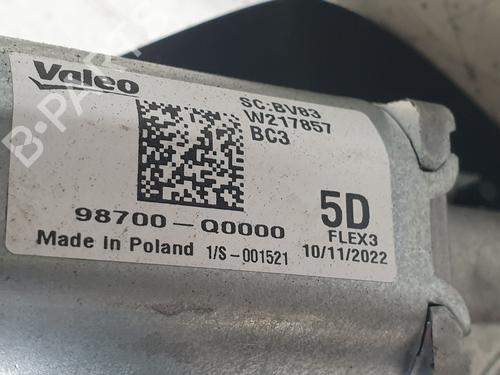 Valeo
SC:BV83
W217857
BC3
98700-Q0000
5D
FLEX3
Made in Poland 1/S-001521 10/11/2022
B-PARTS